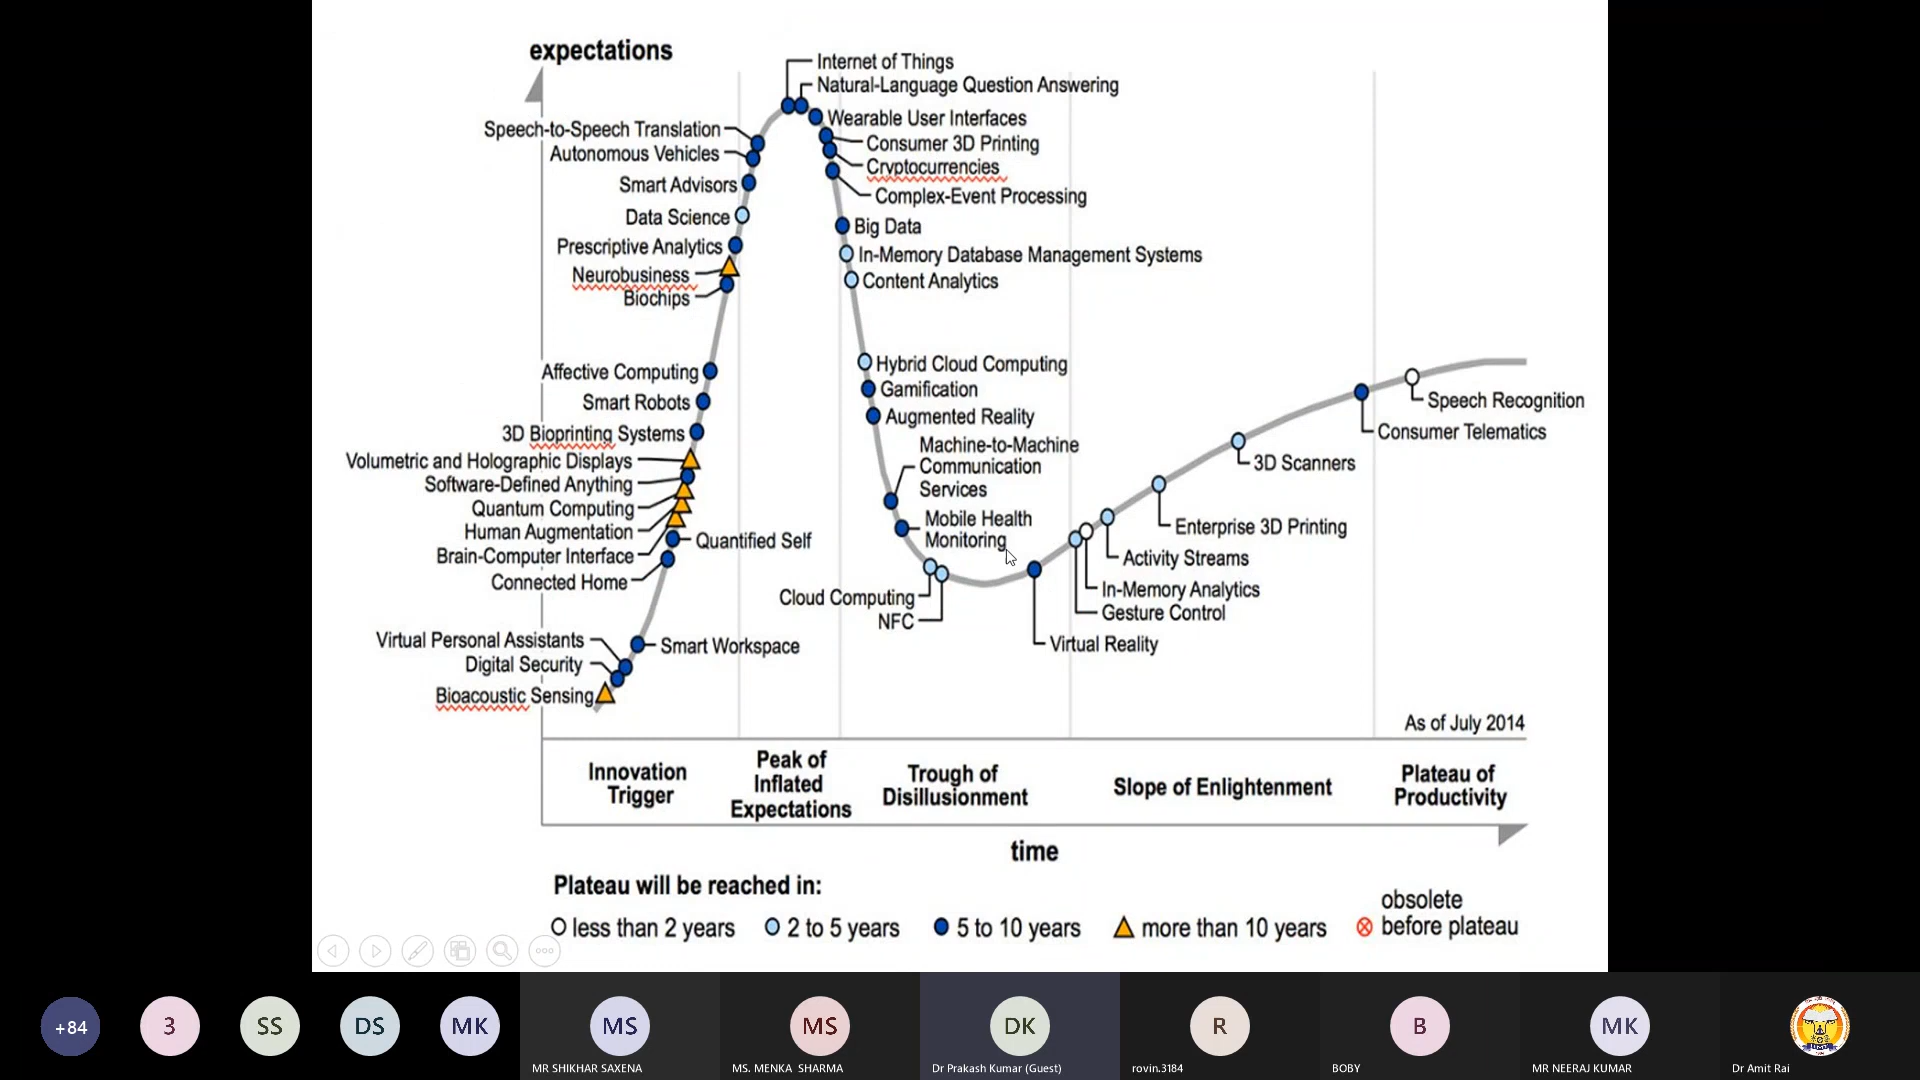 expectations
Internet of Things
Natural-Language Question Answering
Wearable User Interfaces
Consumer 3D Printing
Cryptocurrencies
Complex-Event Processing
Speech-to-Speech Translation
Autonomous Vehicles
Smart Advisors
Data Science
Prescriptive Analytics
Neurobusiness
Biochips
Big Data
In-Memory Database Management Systems
Content Analytics
Affective Computing
Smart Robots
3D Bioprinting Systems
Volumetric and Holographic Displays
Software-Defined Anything
Quantum Computing
Human Augmentation
Brain-Computer Interface
Connected Home
Quantified Self
Virtual Personal Assistants
Digital Security
Bioacoustic Sensing
Smart Workspace
Hybrid Cloud Computing
Gamification
Augmented Reality
Machine-to-Machine
Communication
Services
Mobile Health
Monitoring
Cloud Computing
NFC
Virtual Reality
Speech Recognition
Consumer Telematics
3D Scanners
Enterprise 3D Printing
Activity Streams
In-Memory Analytics
Gesture Control
As of July 2014
Innovation
Trigger
Peak of
Inflated
Expectations
Trough of
Disillusionment
Slope of Enlightenment
Plateau of
Productivity
time
Plateau will be reached in:
less than 2 years
2 to 5 years
5 to 10 years
more than 10 years
obsolete
before plateau
+84
3
SS
DS
MK
MS
MR SHIKHAR SAXENA
MS
MS. MENKA SHARMA
DK
Dr Prakash Kumar (Guest)
R
rovin.3184
B
BOBY
MK
MR NEERAJ KUMAR
Dr Amit Rai